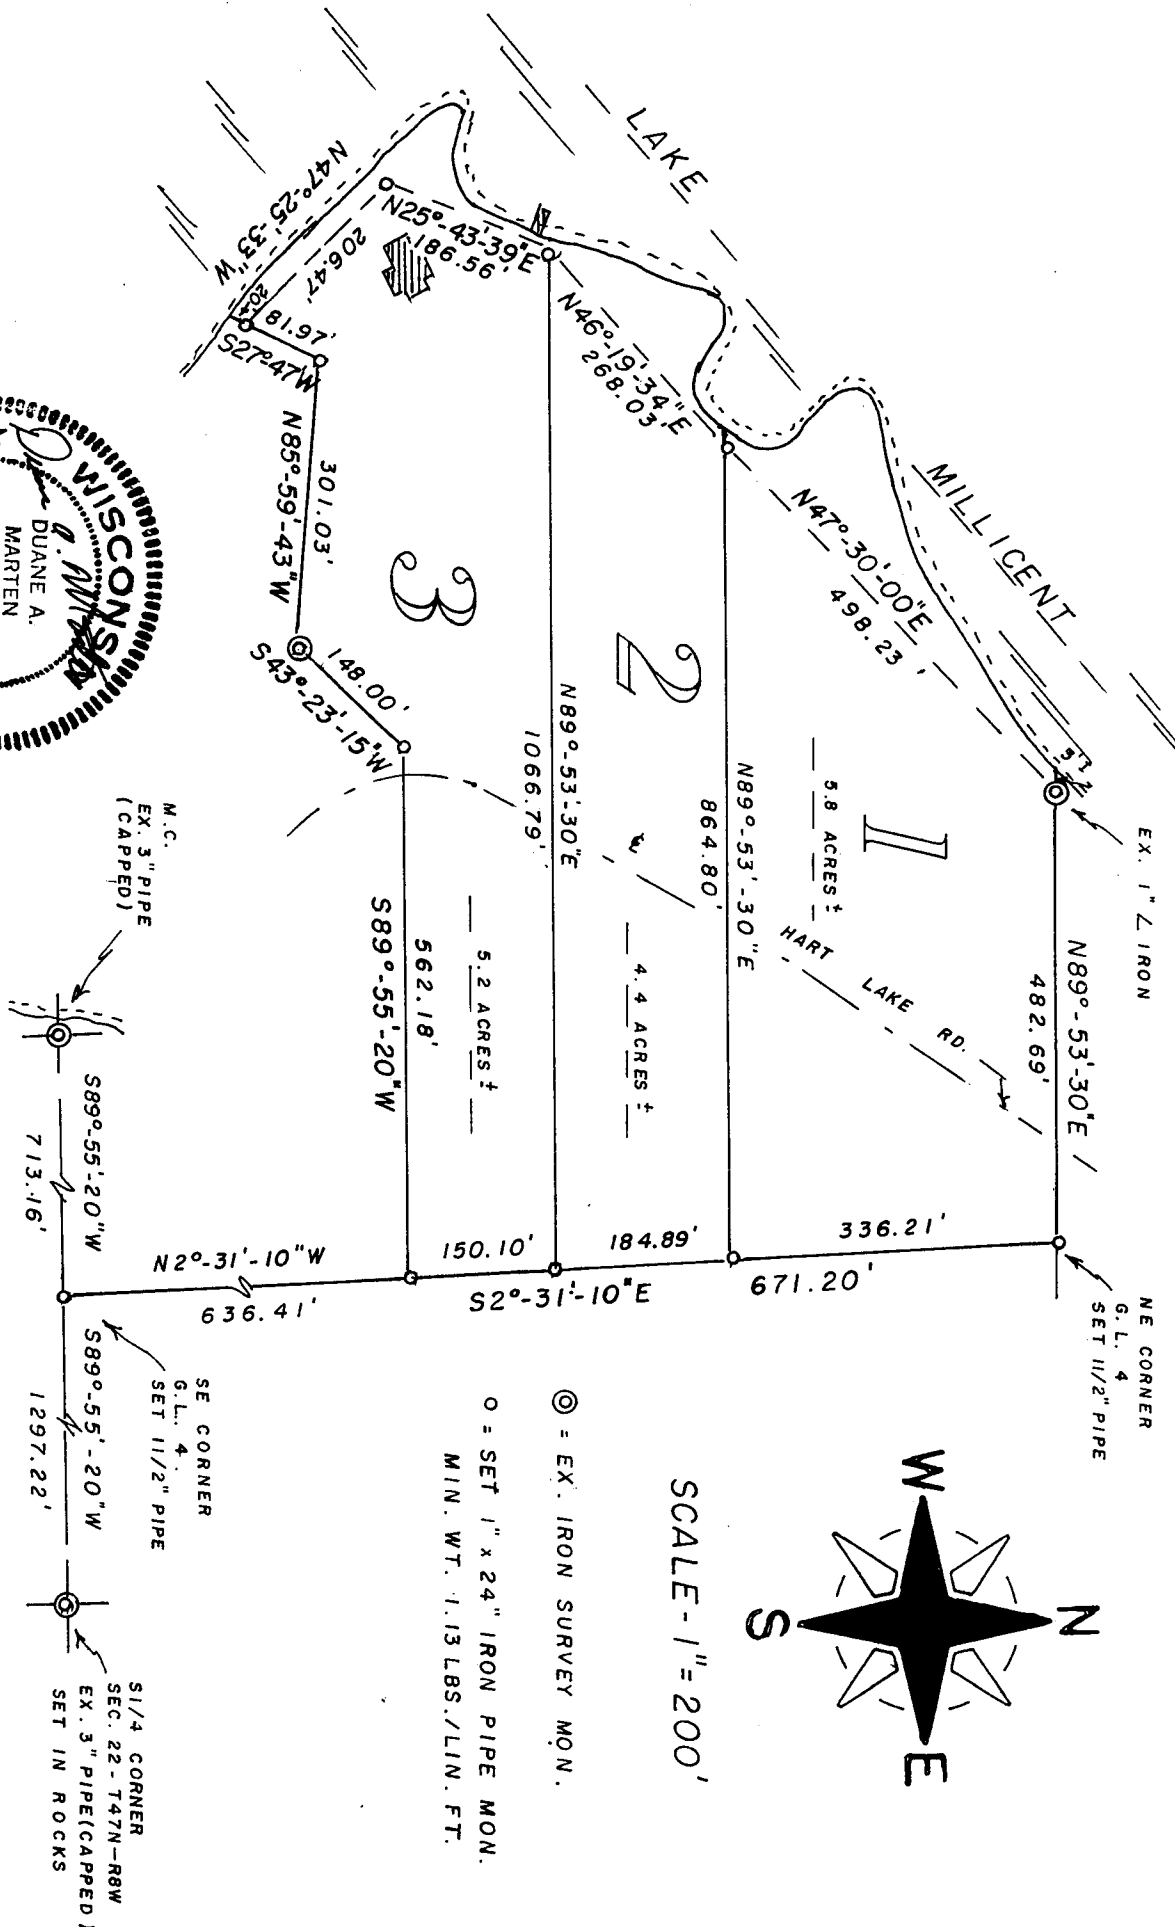 LAKE
MILLICENT
N47°-25'-33"W
206.47'
N25°-43'-39"E
186.56'
N46°-19'-34"E
268.03'
N47°-30'-00"E
498.23'
EX. 1" ∠ IRON
N89°-53'-30"E
482.69'
NE CORNER
G.L. 4
SET 1 1/2" PIPE
1
5.8 ACRES ±
HART LAKE RD.
336.21'
N89°-53'-30"E
864.80'
2
4.4 ACRES ±
184.89'
671.20'
S2°-31'-10"E
N89°-53'-30"E
1066.79'
3
5.2 ACRES ±
150.10'
81.97'
S27°-47'W
301.03'
N85°-59'-43"W
148.00'
S43°-23'-15"W
562.18'
S89°-55'-20"W
N2°-31'-10"W
636.41'
M.C.
EX. 3" PIPE
(CAPPED)
S89°-55'-20"W
713.16'
SE CORNER
G.L. 4.
SET 1 1/2" PIPE
S89°-55'-20"W
1297.22'
S1/4 CORNER
SEC. 22-T47N-R8W
EX. 3" PIPE (CAPPED)
SET IN ROCKS
N
W
E
S
SCALE-1"=200'
= EX. IRON SURVEY MON.
O = SET 1" x 24" IRON PIPE MON.
MIN. WT. 1.13 LBS./LIN. FT.
WISCONS
DUANE A.
MARTEN